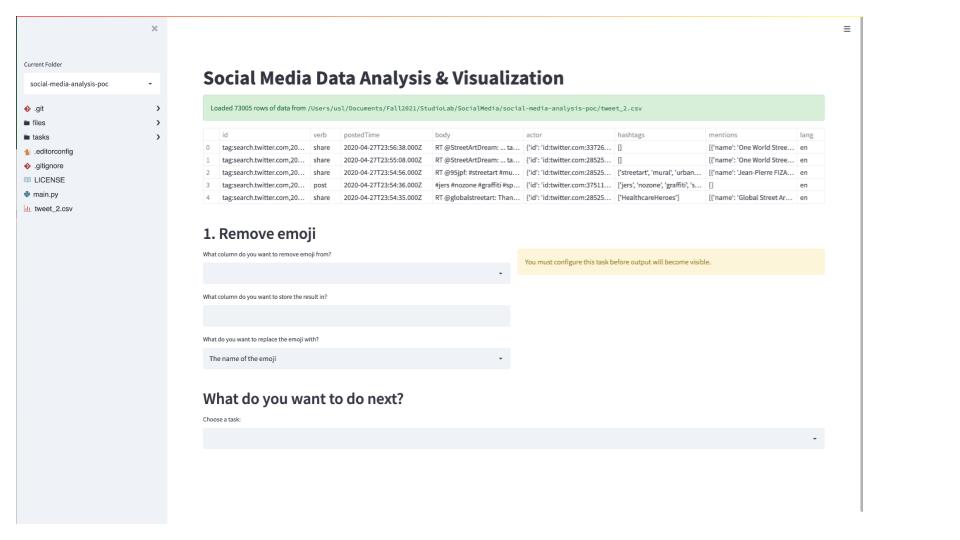 Current Folder
social-media-analysis-poc
.git
files
tasks
.editorconfig
.gitignore
LICENSE
main.py
tweet_2.csv
Social Media Data Analysis & Visualization
Loaded 73005 rows of data from /Users/usl/Documents/Fall2021/StudioLab/SocialMedia/social-media-analysis-poc/tweet_2.csv
id verb postedTime body actor hashtags mentions lang
0 tag:search.twitter.com,20... share 2020-04-27T23:56:38.000Z RT @StreetArtDream: ... ta... {'id': 'id:twitter.com:33726... [] [{'name': 'One World Stree... en
1 tag:search.twitter.com,20... share 2020-04-27T23:55:08.000Z RT @StreetArtDream: ... ta... {'id': 'id:twitter.com:28525... [] [{'name': 'One World Stree... en
2 tag:search.twitter.com,20... share 2020-04-27T23:54:56.000Z RT @95jpf: #streetart #mu... {'id': 'id:twitter.com:28525... ['streetart', 'mural', 'urban... [{'name': 'Jean-Pierre FIZA... en
3 tag:search.twitter.com,20... post 2020-04-27T23:54:36.000Z #jers #nozone #graffiti #sp... {'id': 'id:twitter.com:37511... ['jers', 'nozone', 'graffiti', 's... [] en
4 tag:search.twitter.com,20... share 2020-04-27T23:54:35.000Z RT @globalstreetart: Than... {'id': 'id:twitter.com:28525... ['HealthcareHeroes'] [{'name': 'Global Street Ar... en
1. Remove emoji
What column do you want to remove emoji from?
You must configure this task before output will become visible.
What column do you want to store the result in?
What do you want to replace the emoji with?
The name of the emoji
What do you want to do next?
Choose a task: